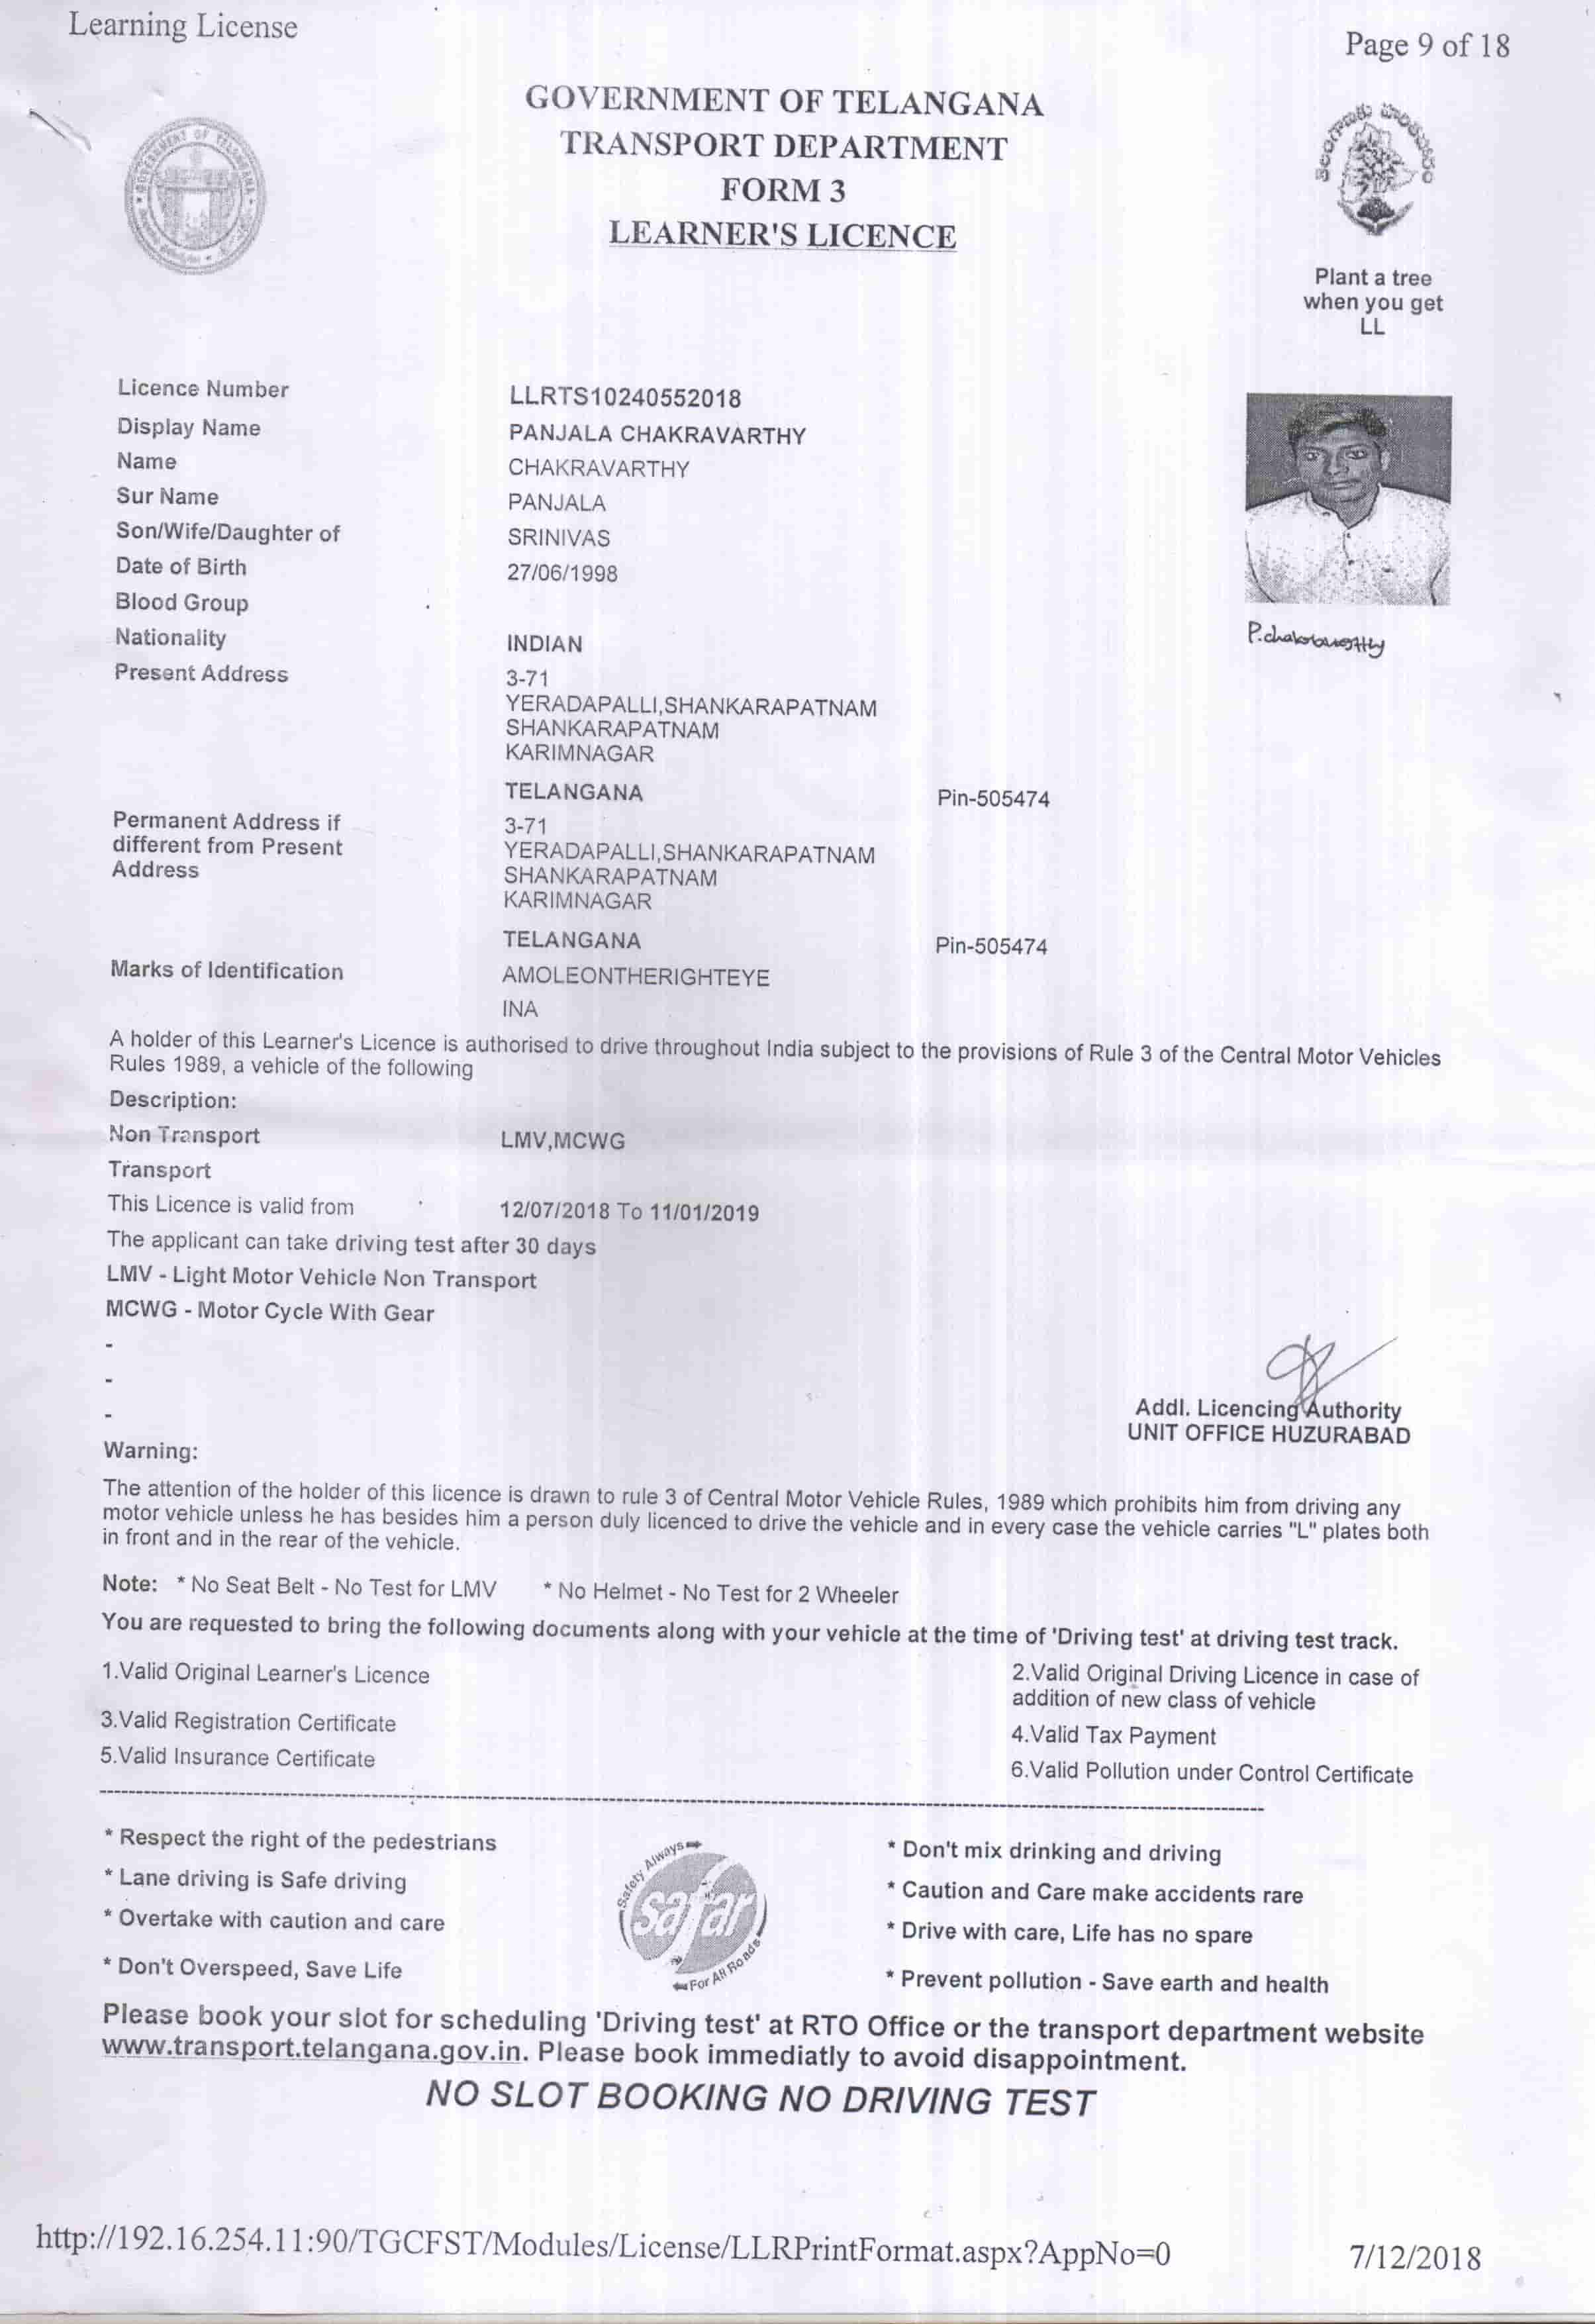 Learning License
Page 9 of 18
GOVERNMENT OF TELANGANA
TRANSPORT DEPARTMENT
FORM 3
LEARNER'S LICENCE
Plant a tree
when you get
LL
Licence Number LLRTS10240552018
Display Name PANJALA CHAKRAVARTHY
Name CHAKRAVARTHY
Sur Name PANJALA
Son/Wife/Daughter of SRINIVAS
Date of Birth 27/06/1998
Blood Group
Nationality INDIAN
Present Address 3-71
YERADAPALLI,SHANKARAPATNAM
SHANKARAPATNAM
KARIMNAGAR
TELANGANA Pin-505474
Permanent Address if 3-71
different from Present YERADAPALLI,SHANKARAPATNAM
Address SHANKARAPATNAM
KARIMNAGAR
TELANGANA Pin-505474
Marks of Identification AMOLEONTHERIGHTEYE
INA
A holder of this Learner's Licence is authorised to drive throughout India subject to the provisions of Rule 3 of the Central Motor Vehicles
Rules 1989, a vehicle of the following
Description:
Non Transport LMV,MCWG
Transport
This Licence is valid from 12/07/2018 To 11/01/2019
The applicant can take driving test after 30 days
LMV - Light Motor Vehicle Non Transport
MCWG - Motor Cycle With Gear
-
-
-
Addl. Licencing Authority
UNIT OFFICE HUZURABAD
Warning:
The attention of the holder of this licence is drawn to rule 3 of Central Motor Vehicle Rules, 1989 which prohibits him from driving any
motor vehicle unless he has besides him a person duly licenced to drive the vehicle and in every case the vehicle carries "L" plates both
in front and in the rear of the vehicle.
Note: * No Seat Belt - No Test for LMV * No Helmet - No Test for 2 Wheeler
You are requested to bring the following documents along with your vehicle at the time of 'Driving test' at driving test track.
1.Valid Original Learner's Licence 2.Valid Original Driving Licence in case of
addition of new class of vehicle
3.Valid Registration Certificate 4.Valid Tax Payment
5.Valid Insurance Certificate 6.Valid Pollution under Control Certificate
* Respect the right of the pedestrians * Don't mix drinking and driving
* Lane driving is Safe driving * Caution and Care make accidents rare
* Overtake with caution and care * Drive with care, Life has no spare
* Don't Overspeed, Save Life * Prevent pollution - Save earth and health
Safety Always
safar
For All Roads
Please book your slot for scheduling 'Driving test' at RTO Office or the transport department website
www.transport.telangana.gov.in. Please book immediatly to avoid disappointment.
NO SLOT BOOKING NO DRIVING TEST
http://192.16.254.11:90/TGCFST/Modules/License/LLRPrintFormat.aspx?AppNo=0 7/12/2018